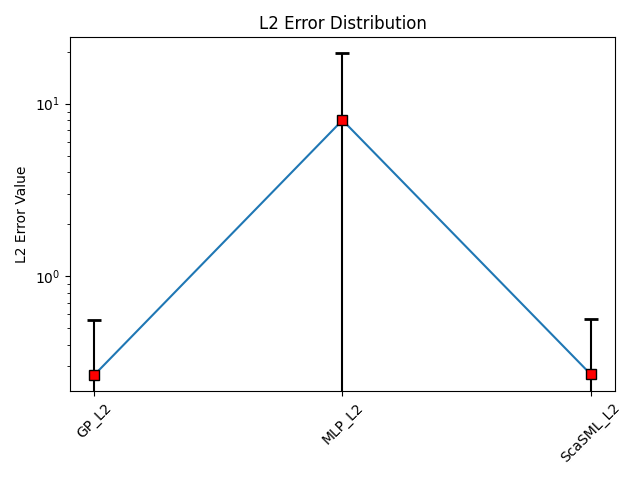 L2 Error Distribution
L2 Error Value
10¹
10⁰
GP_L2
MLP_L2
ScaSML_L2